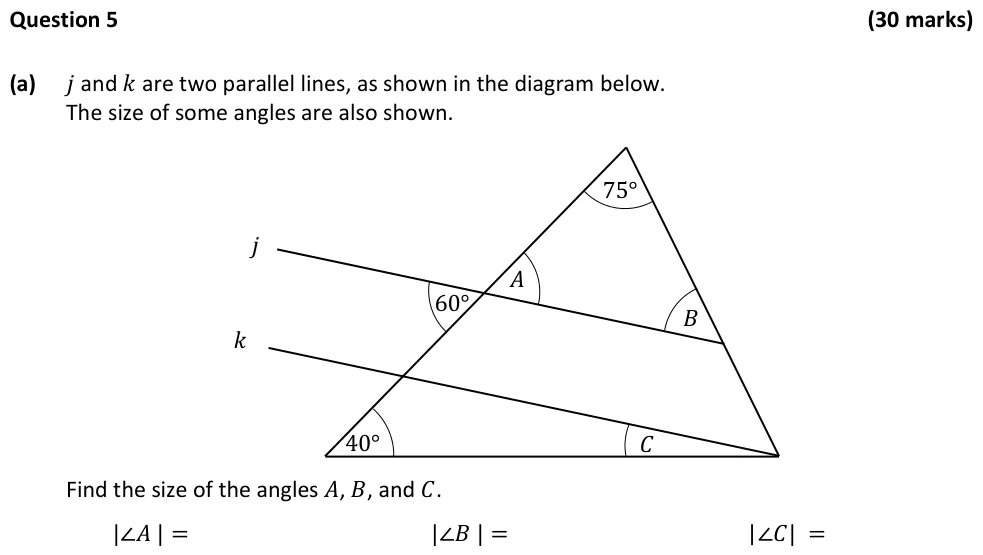 Question 5 (30 marks)
(a) j and k are two parallel lines, as shown in the diagram below.
The size of some angles are also shown.
75°
j
A
60°
B
k
40°
C
Find the size of the angles A, B, and C.
|∠A | = |∠B | = |∠C| =